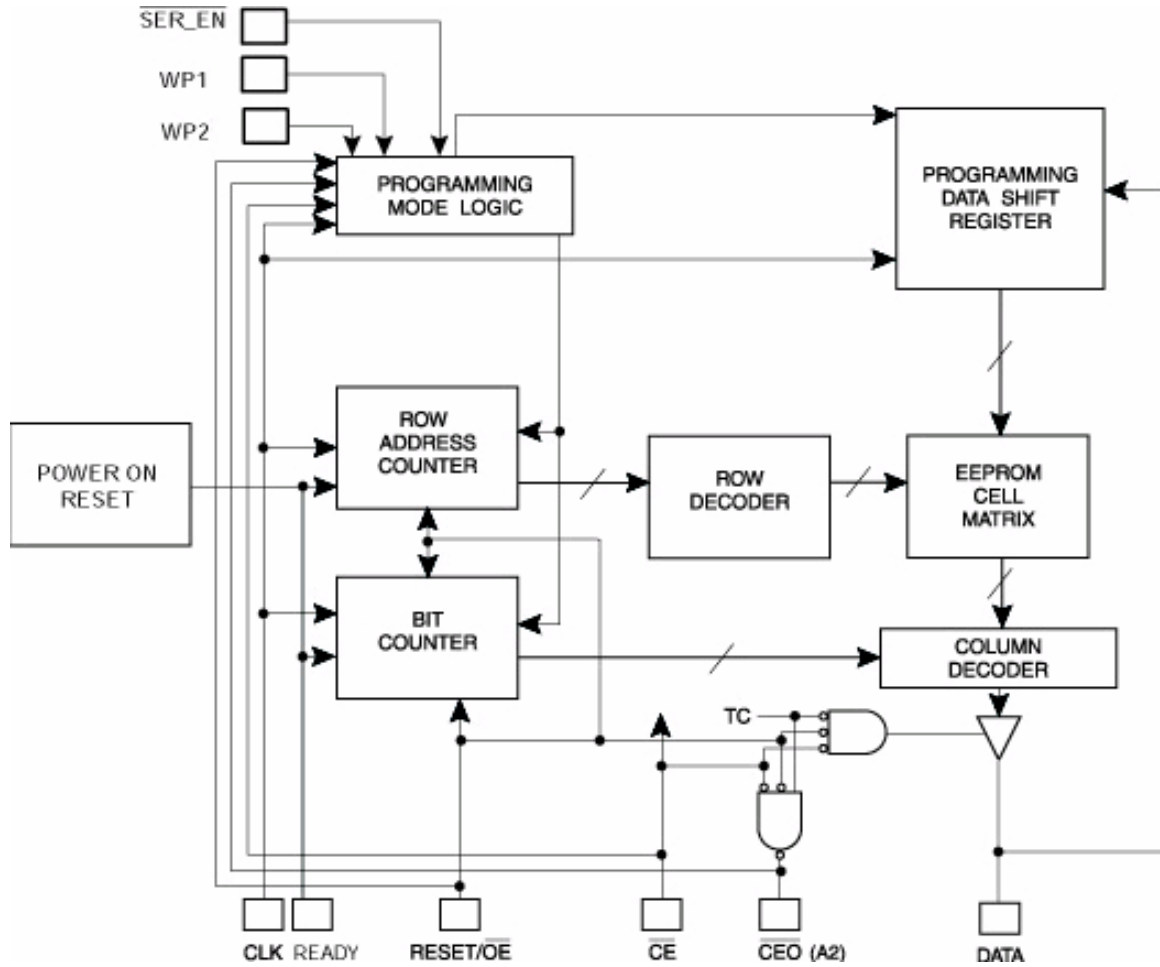 SER_EN
WP1
WP2
PROGRAMMING
MODE LOGIC
PROGRAMMING
DATA SHIFT
REGISTER
POWER ON
RESET
ROW
ADDRESS
COUNTER
ROW
DECODER
EEPROM
CELL
MATRIX
BIT
COUNTER
COLUMN
DECODER
TC
CLK READY RESET/OE CE CEO (A2) DATA